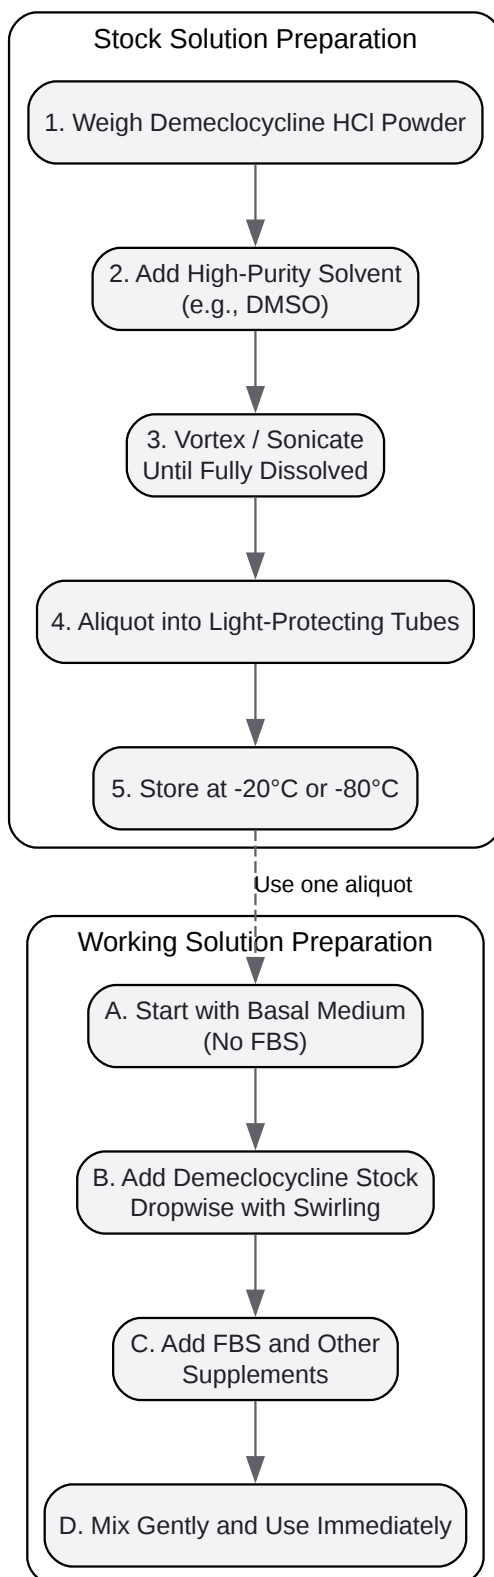 Stock Solution Preparation
1. Weigh Demeclocycline HCl Powder
2. Add High-Purity Solvent
(e.g., DMSO)
3. Vortex / Sonicate
Until Fully Dissolved
4. Aliquot into Light-Protecting Tubes
5. Store at -20°C or -80°C
Use one aliquot
Working Solution Preparation
A. Start with Basal Medium
(No FBS)
B. Add Demeclocycline Stock
Dropwise with Swirling
C. Add FBS and Other
Supplements
D. Mix Gently and Use Immediately